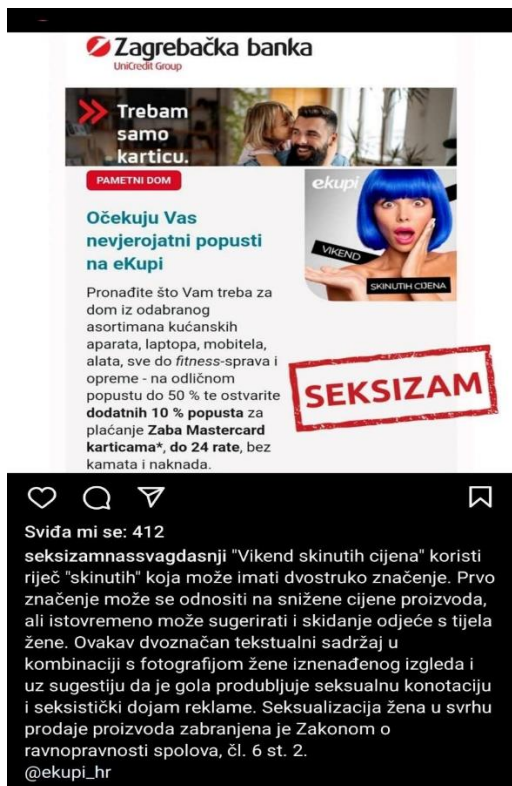 Zagrebačka banka
UniCredit Group
Trebam
samo
karticu.
PAMETNI DOM
Očekuju Vas
nevjerojatni popusti
na eKupi
Pronađite što Vam treba za
dom iz odabranog
asortimana kućanskih
aparata, laptopa, mobitela,
alata, sve do fitness-sprava i
opreme - na odličnom
popustu do 50 % te ostvarite
dodatnih 10 % popusta za
plaćanje Zaba Mastercard
karticama*, do 24 rate, bez
kamata i naknada.
ekupi
VIKEND
SKINUTIH CIJENA
SEKSIZAM
Sviđa mi se: 412
seksizamnassvagdasnji "Vikend skinutih cijena" koristi
riječ "skinutih" koja može imati dvostruko značenje. Prvo
značenje može se odnositi na snižene cijene proizvoda,
ali istovremeno može sugerirati i skidanje odjeće s tijela
žene. Ovakav dvoznačan tekstualni sadržaj u
kombinaciji s fotografijom žene iznenađenog izgleda i
uz sugestiju da je gola produbljuje seksualnu konotaciju
i seksistički dojam reklame. Seksualizacija žena u svrhu
prodaje proizvoda zabranjena je Zakonom o
ravnopravnosti spolova, čl. 6 st. 2.
@ekupi_hr